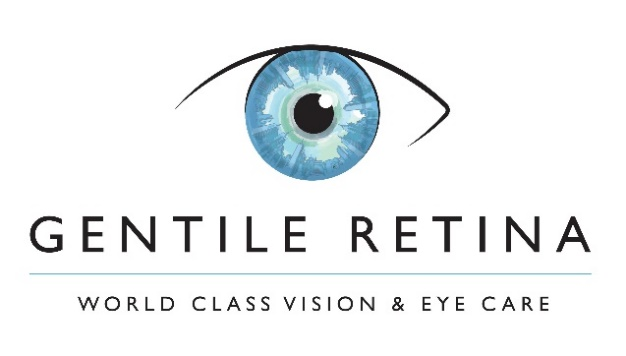 GENTILE RETINA
WORLD CLASS VISION & EYE CARE